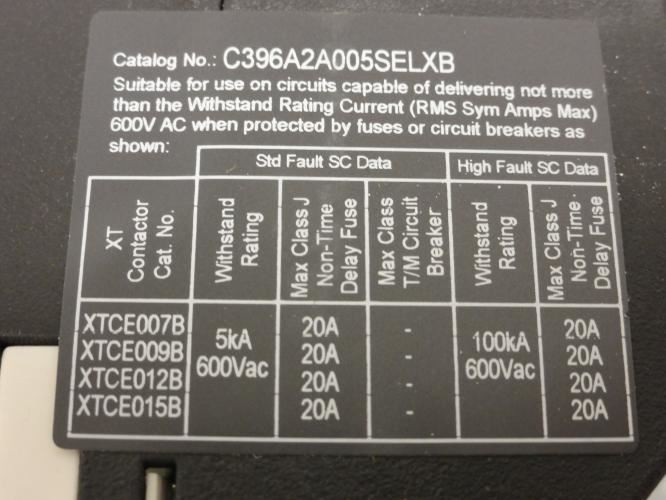 Catalog No.: C396A2A005SELXB
Suitable for use on circuits capable of delivering not more
than the Withstand Rating Current (RMS Sym Amps Max)
600V AC when protected by fuses or circuit breakers as
shown:
Std Fault SC Data High Fault SC Data
XT
Contactor
Cat. No.
Withstand
Rating
Max Class J
Non-Time
Delay Fuse
Max Class
T/M Circuit
Breaker
Withstand
Rating
Max Class J
Non-Time-
Delay Fuse
XTCE007B 20A - 20A
XTCE009B 20A - 20A
XTCE012B 20A - 20A
XTCE015B 20A - 20A
5kA
600Vac
100kA
600Vac